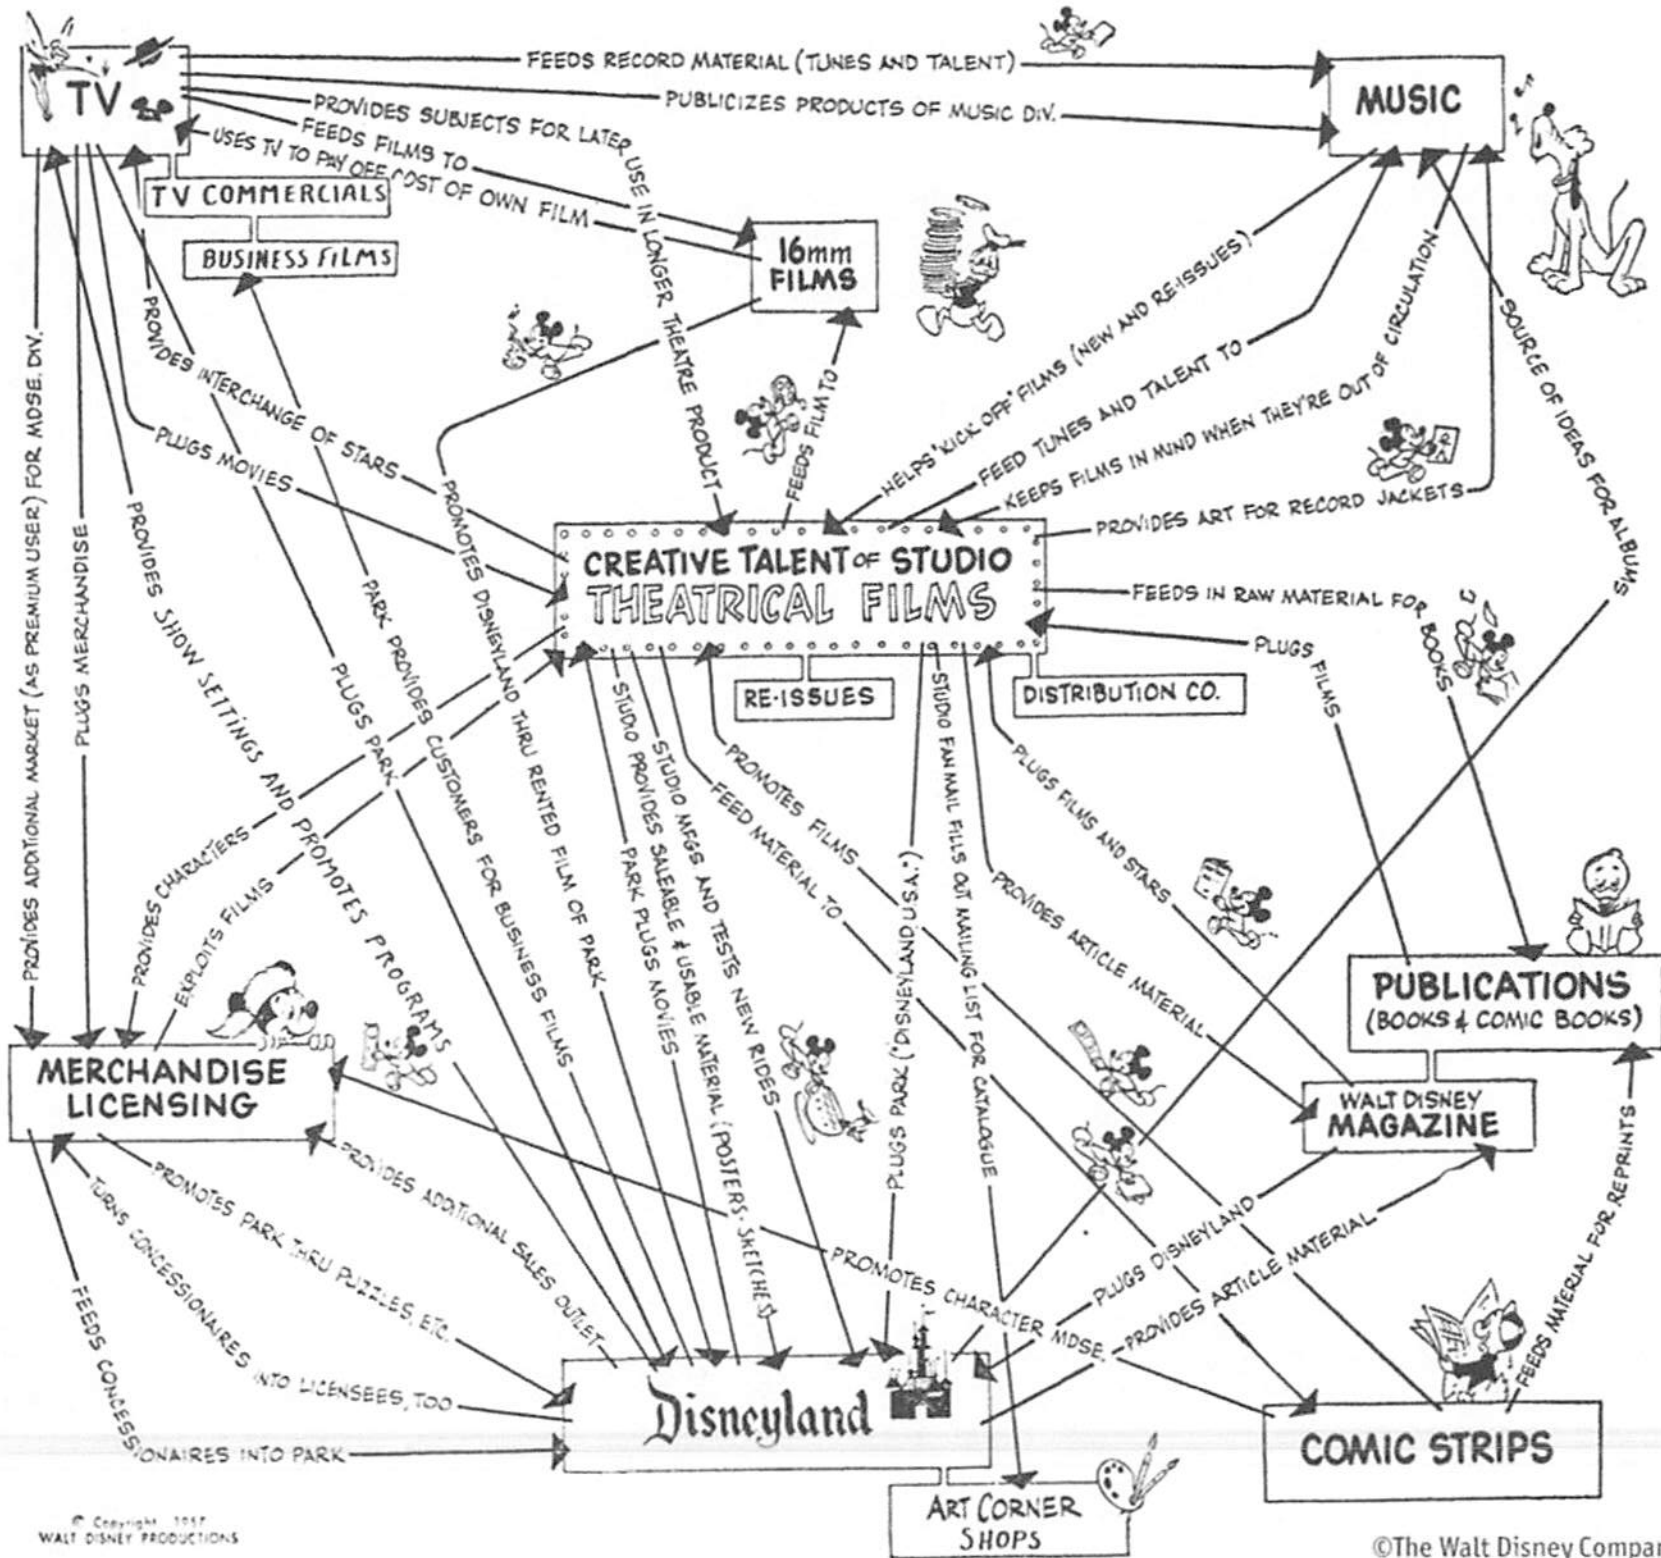 FEEDS RECORD MATERIAL (TUNES AND TALENT)
TV
MUSIC
PUBLICIZES PRODUCTS OF MUSIC DIV.
PROVIDES SUBJECTS FOR LATER USE IN LONGER THEATRE PRODUCT
FEEDS FILMS TO
USES TV TO PAY OFF COST OF OWN FILM
TV COMMERCIALS
BUSINESS FILMS
16mm
FILMS
HELPS "KICK OFF" FILMS (NEW AND RE-ISSUES)
FEED TUNES AND TALENT TO
KEEPS FILMS IN MIND WHEN THEY'RE OUT OF CIRCULATION
SOURCE OF IDEAS FOR ALBUMS
PROVIDES ART FOR RECORD JACKETS
FEEDS FILM TO
PROVIDES INTERCHANGE OF STARS
PLUGS MOVIES
PROVIDES ADDITIONAL MARKET (AS PREMIUM USER) FOR MDSE. DIV.
PLUGS MERCHANDISE
PROVIDES SHOW SETTINGS AND PROMOTES PROGRAMS
PLUGS PARK
PARK PROVIDES CUSTOMERS FOR BUSINESS FILMS
PROMOTES DISNEYLAND THRU RENTED FILM OF PARK
CREATIVE TALENT OF STUDIO
THEATRICAL FILMS
RE-ISSUES
DISTRIBUTION CO.
FEEDS IN RAW MATERIAL FOR BOOKS
PLUGS FILMS
PROVIDES CHARACTERS
EXPLOITS FILMS
PARK PLUGS MOVIES
STUDIO PROVIDES SALEABLE & USABLE MATERIAL (POSTERS - SKETCHES)
STUDIO MFGS. AND TESTS NEW RIDES
FEED MATERIAL TO
PROMOTES FILMS
PLUGS PARK ("DISNEYLAND U.S.A.")
STUDIO FAN MAIL FILLS OUT MAILING LIST FOR CATALOGUE
PROVIDES ARTICLE MATERIAL
PLUGS FILMS AND STARS
PUBLICATIONS
(BOOKS & COMIC BOOKS)
WALT DISNEY
MAGAZINE
MERCHANDISE
LICENSING
PROVIDES ADDITIONAL SALES OUTLET
PROMOTES PARK THRU PUZZLES, ETC.
TURNS CONCESSIONAIRES INTO LICENSEES, TOO
FEEDS CONCESSIONAIRES INTO PARK
PROMOTES CHARACTER MDSE.
PLUGS DISNEYLAND
PROVIDES ARTICLE MATERIAL
FEEDS MATERIAL FOR REPRINTS
Disneyland
COMIC STRIPS
ART CORNER
SHOPS
© Copyright 1957
WALT DISNEY PRODUCTIONS
©The Walt Disney Compan